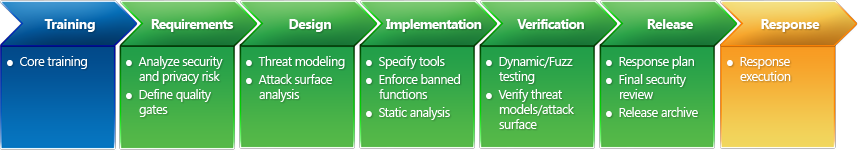 Training
Requirements
Design
Implementation
Verification
Release
Response
Core training
Analyze security
and privacy risk
Define quality
gates
Threat modeling
Attack surface
analysis
Specify tools
Enforce banned
functions
Static analysis
Dynamic/Fuzz
testing
Verify threat
models/attack
surface
Response plan
Final security
review
Release archive
Response
execution